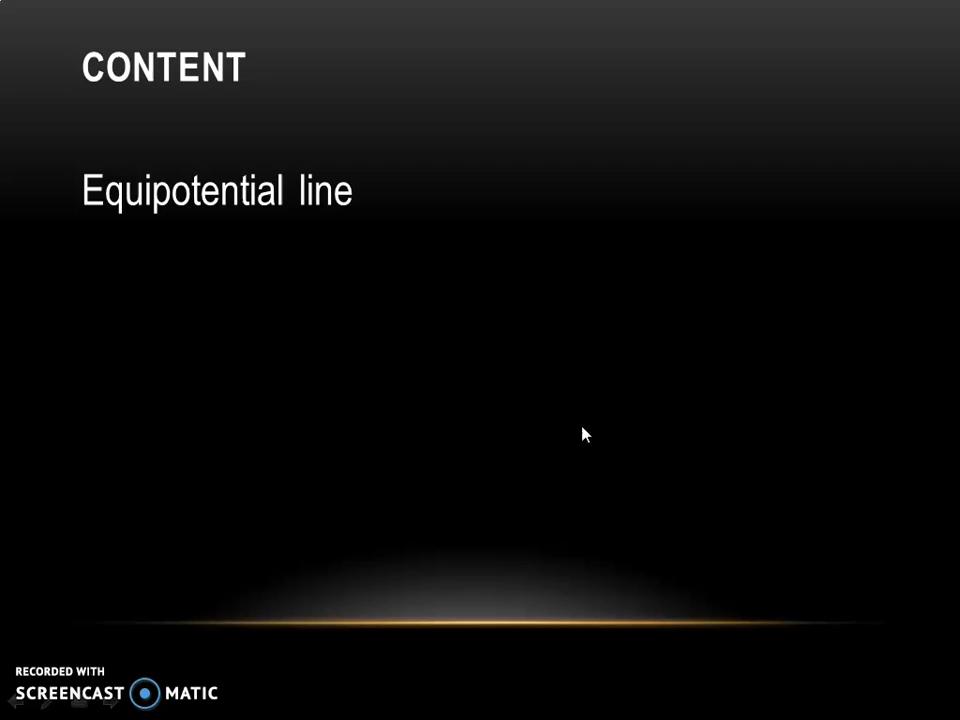 CONTENT
Equipotential line
RECORDED WITH
SCREENCAST MATIC